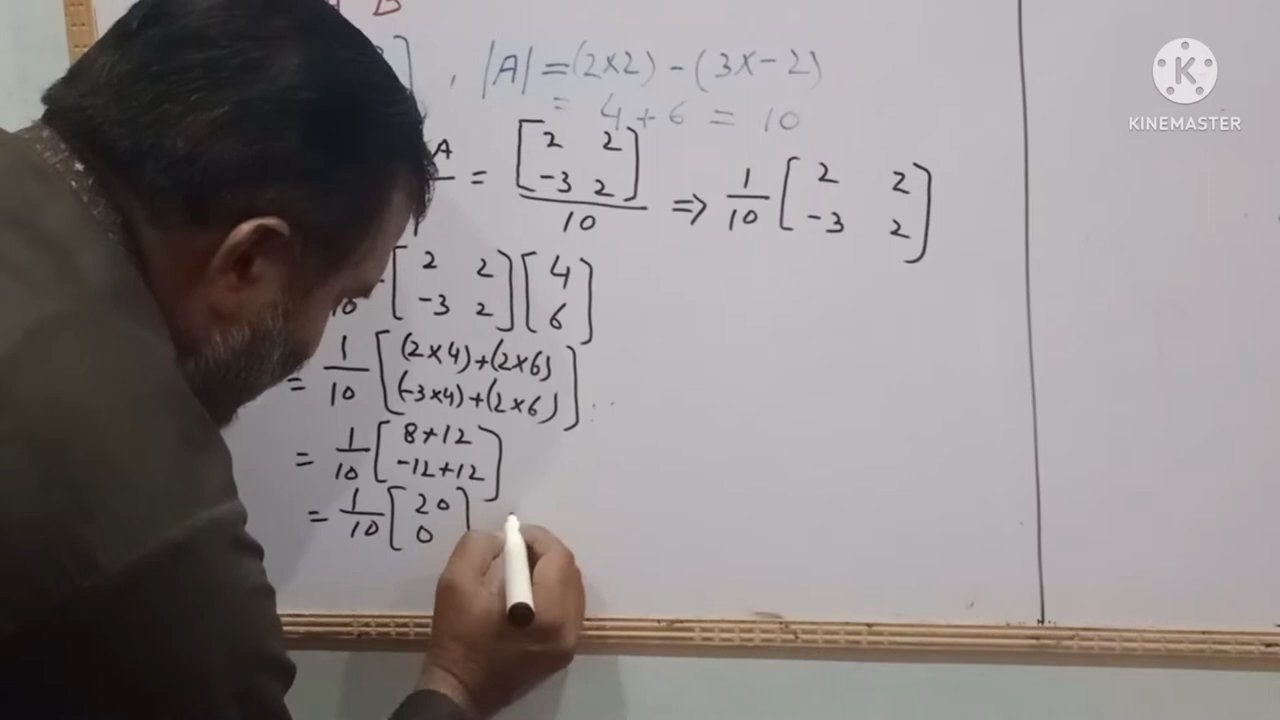 B
] , |A| = (2×2) - (3×-2)
= 4+6 = 10
A = [2 2
-3 2] / 10 => 1/10 [2 2
-3 2]
10 [2 2
-3 2] [4
6]
= 1/10 [(2×4)+(2×6)
(-3×4)+(2×6)]
= 1/10 [8+12
-12+12]
= 1/10 [20
0]
K
KINEMASTER